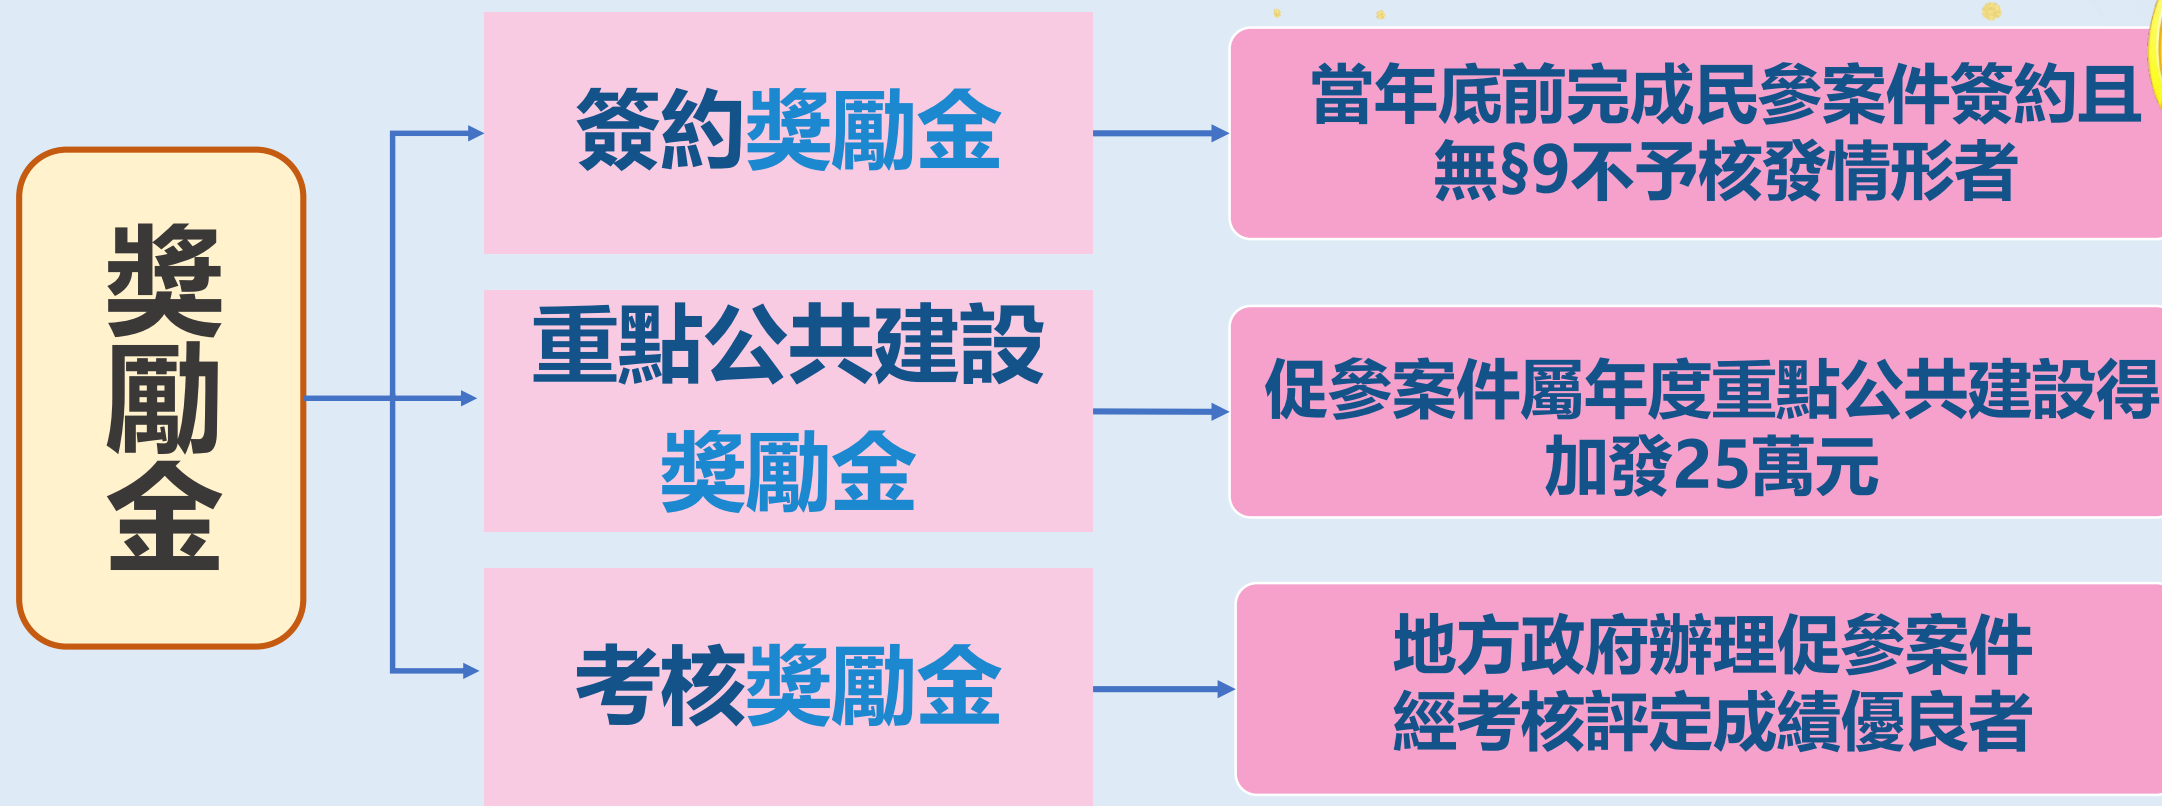 獎勵金
簽約獎勵金
當年底前完成民參案件簽約且
無§9不予核發情形者
重點公共建設
獎勵金
促參案件屬年度重點公共建設得
加發25萬元
考核獎勵金
地方政府辦理促參案件
經考核評定成績優良者